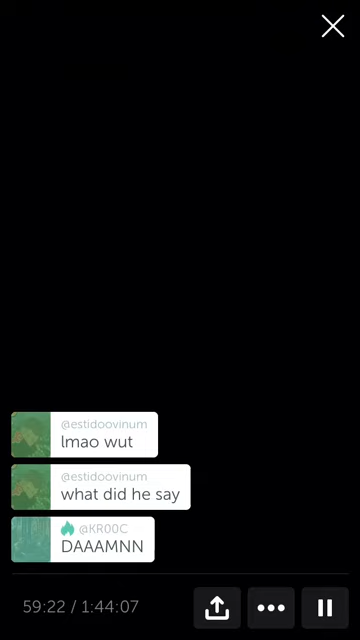 @estidoovinum
lmao wut
@estidoovinum
what did he say
@KR00C
DAAAMNN
59:22 / 1:44:07